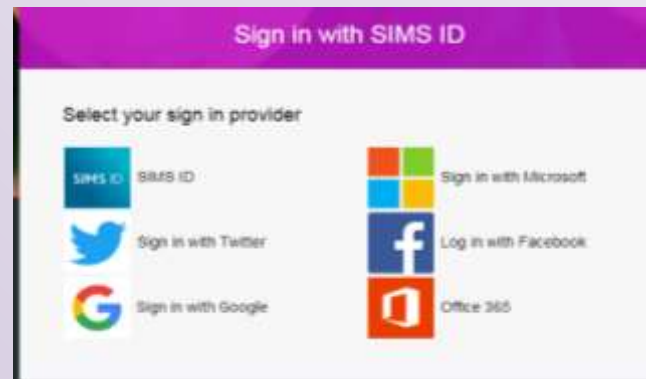 Sign in with SIMS ID
Select your sign in provider
SIMS ID SIMS ID
Sign in with Microsoft
Sign in with Twitter
Log in with Facebook
Sign in with Google
Office 365